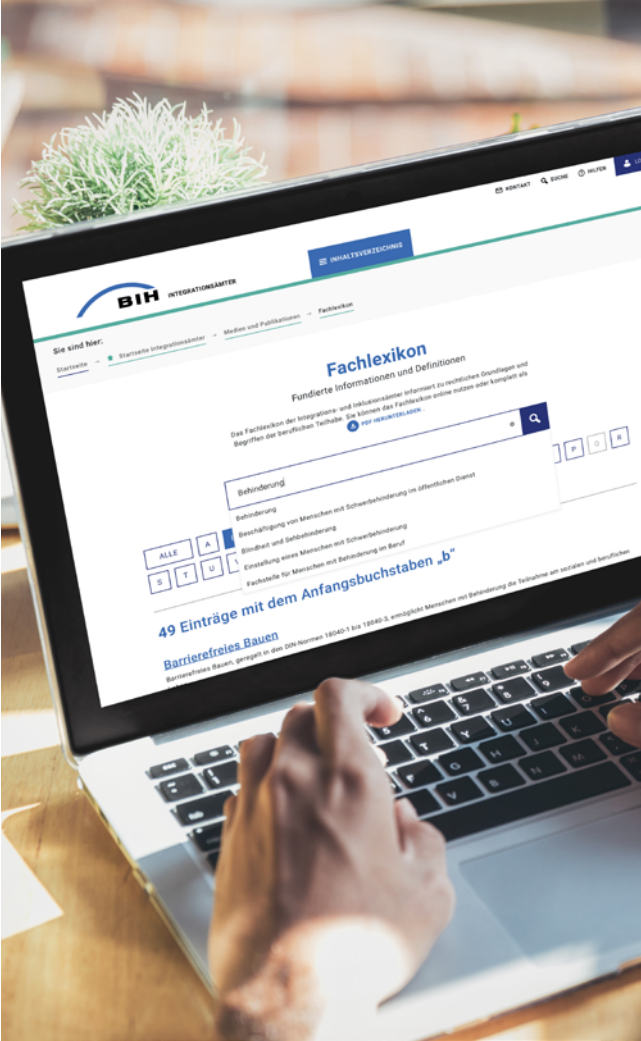 KONTAKT SUCHE HILFEN
INHALTSVERZEICHNIS
BIH INTEGRATIONSÄMTER
Sie sind hier:
Startseite → Startseite Integrationsämter → Medien und Publikationen → Fachlexikon
Fachlexikon
Fundierte Informationen und Definitionen
Das Fachlexikon der Integrations- und Inklusionsämter informiert zu rechtlichen Grundlagen und
Begriffen der beruflichen Teilhabe. Sie können das Fachlexikon online nutzen oder komplett als
PDF HERUNTERLADEN
Behinderung
Behinderung
Beschäftigung von Menschen mit Schwerbehinderung im öffentlichen Dienst
Blindheit und Sehbehinderung
Einstellung eines Menschen mit Schwerbehinderung
Fachstelle für Menschen mit Behinderung im Beruf
ALLE A P Q R
S T U
49 Einträge mit dem Anfangsbuchstaben „b“
Barrierefreies Bauen
Barrierefreies Bauen, geregelt in den DIN-Normen 18040-1 bis 18040-3, ermöglicht Menschen mit Behinderung die Teilnahme am sozialen und beruflichen